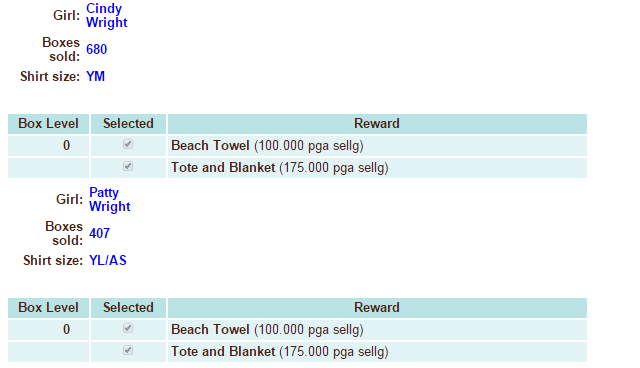 Girl: Cindy
Wright
Boxes
sold: 680
Shirt size: YM
Box Level Selected Reward
0 Beach Towel (100.000 pga sellg)
Tote and Blanket (175.000 pga sellg)
Girl: Patty
Wright
Boxes
sold: 407
Shirt size: YL/AS
Box Level Selected Reward
0 Beach Towel (100.000 pga sellg)
Tote and Blanket (175.000 pga sellg)